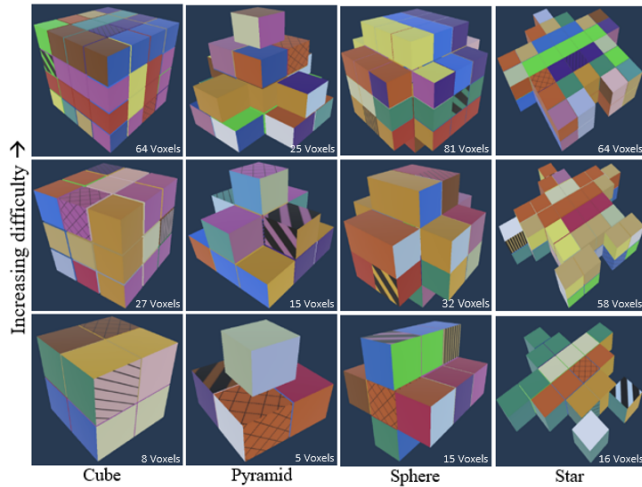 Increasing difficulty →
64 Voxels
25 Voxels
81 Voxels
64 Voxels
27 Voxels
15 Voxels
32 Voxels
58 Voxels
8 Voxels
5 Voxels
15 Voxels
16 Voxels
Cube
Pyramid
Sphere
Star